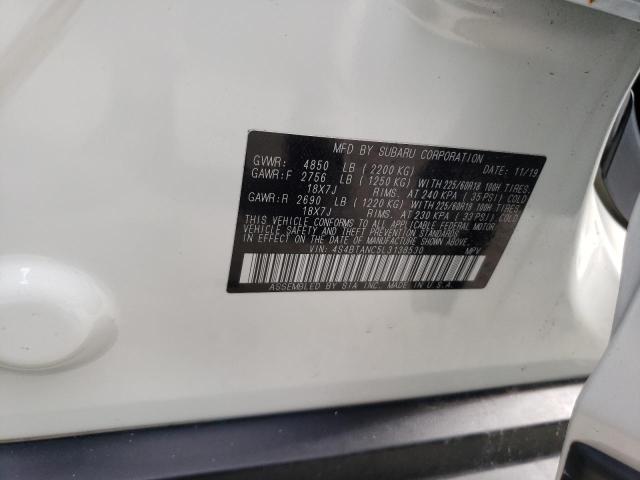 MFD BY SUBARU CORPORATION
GVWR: 4850 LB ( 2200 KG) DATE: 11/19
GAWR:F 2756 LB ( 1250 KG) WITH 225/60R18 100H TIRES.
18X7J RIMS. AT 240 KPA ( 35 PSI) COLD
GAWR:R 2690 LB ( 1220 KG) WITH 225/60R18 100H TIRES.
18X7J RIMS. AT 230 KPA ( 33 PSI) COLD
THIS VEHICLE CONFORMS TO ALL APPLICABLE FEDERAL MOTOR
VEHICLE SAFETY AND THEFT PREVENTION STANDARDS
IN EFFECT ON THE DATE OF MANUFACTURE SHOWN ABOVE.
VIN: 4S4BTANC5L3138530 MPV
ASSEMBLED BY SIA INC. MADE IN U.S.A.